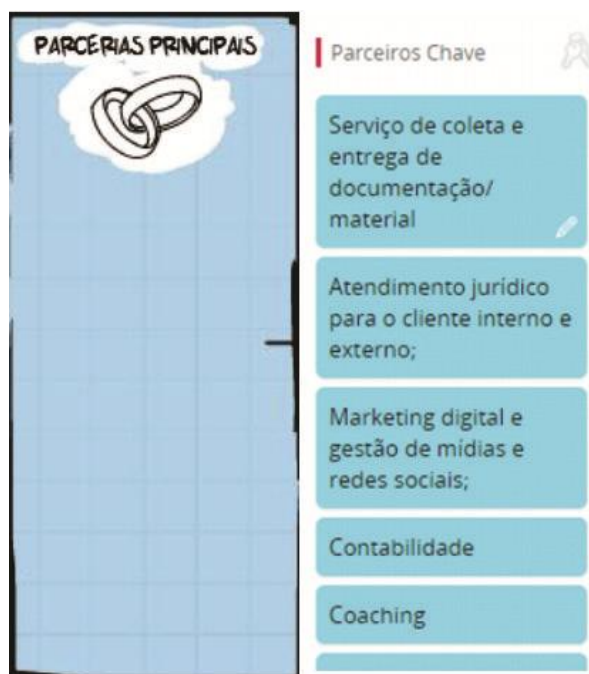 PARCERIAS PRINCIPAIS
Parceiros Chave
Serviço de coleta e
entrega de
documentação/
material
Atendimento jurídico
para o cliente interno e
externo;
Marketing digital e
gestão de mídias e
redes sociais;
Contabilidade
Coaching